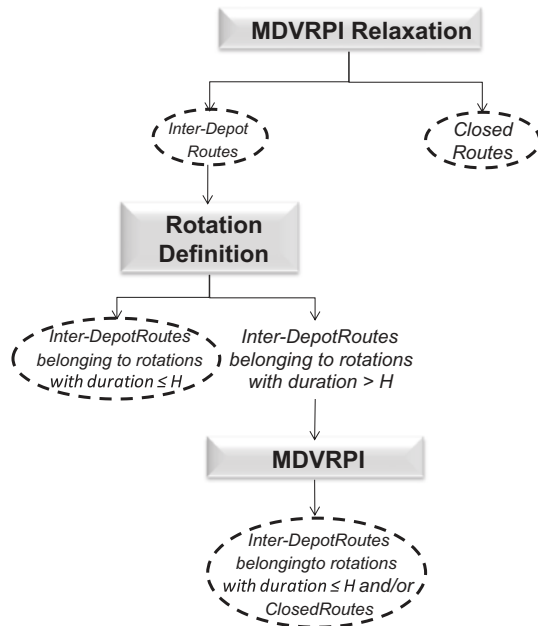 MDVRPI Relaxation
Inter-Depot
Routes
Closed
Routes
Rotation
Definition
Inter-DepotRoutes
belonging to rotations
with duration ≤ H
Inter-DepotRoutes
belonging to rotations
with duration > H
MDVRPI
Inter-DepotRoutes
belongingto rotations
with duration ≤ H and/or
ClosedRoutes